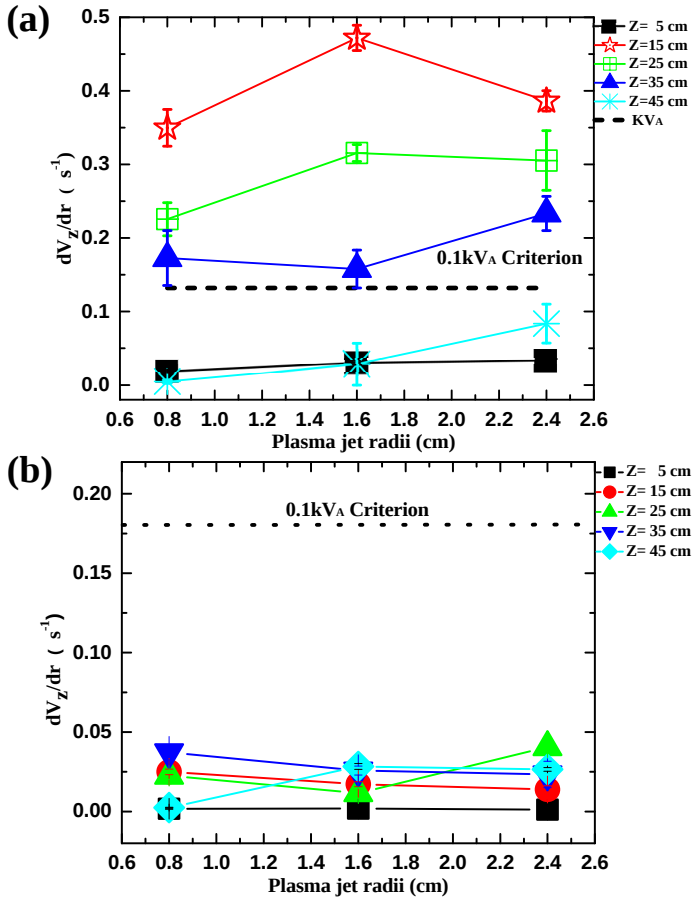 (a)
0.5
0.4
0.3
0.2
0.1
0.0
dVz/dr ( s⁻¹)
0.1kVA Criterion
0.6 0.8 1.0 1.2 1.4 1.6 1.8 2.0 2.2 2.4 2.6
Plasma jet radii (cm)
Z= 5 cm
Z=15 cm
Z=25 cm
Z=35 cm
Z=45 cm
KVA
(b)
0.20
0.15
0.10
0.05
0.00
dVz/dr ( s⁻¹)
0.1kVA Criterion
0.6 0.8 1.0 1.2 1.4 1.6 1.8 2.0 2.2 2.4 2.6
Plasma jet radii (cm)
Z= 5 cm
Z= 15 cm
Z= 25 cm
Z= 35 cm
Z= 45 cm